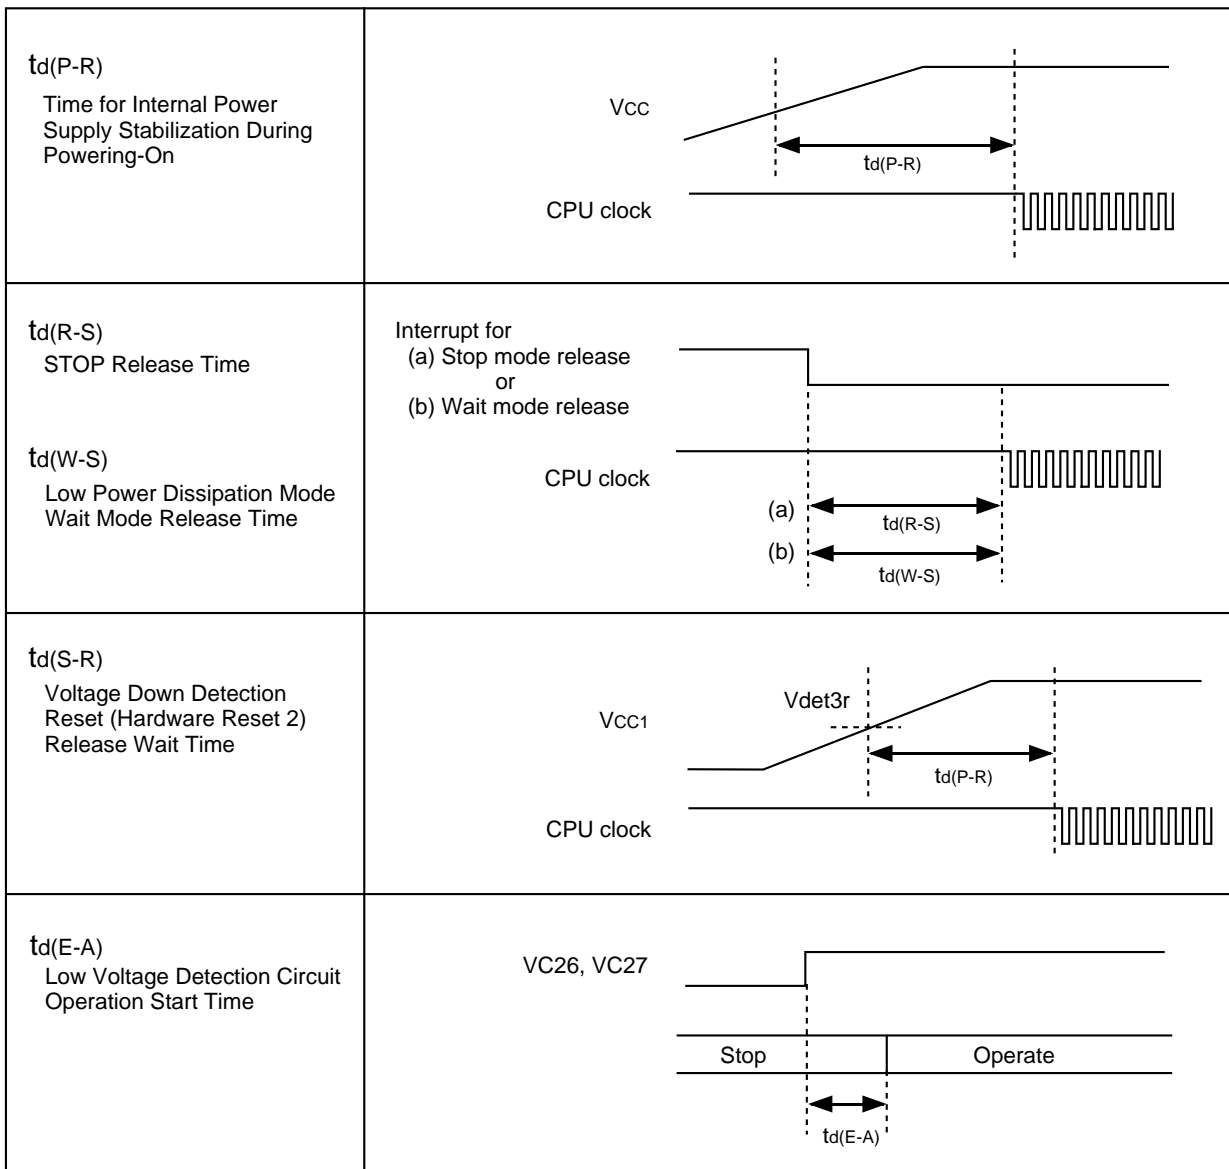 td(P-R)
Time for Internal Power
Supply Stabilization During
Powering-On
VCC
td(P-R)
CPU clock
td(R-S)
STOP Release Time
td(W-S)
Low Power Dissipation Mode
Wait Mode Release Time
Interrupt for
(a) Stop mode release
or
(b) Wait mode release
CPU clock
(a)
td(R-S)
(b)
td(W-S)
td(S-R)
Voltage Down Detection
Reset (Hardware Reset 2)
Release Wait Time
Vdet3r
VCC1
td(P-R)
CPU clock
td(E-A)
Low Voltage Detection Circuit
Operation Start Time
VC26, VC27
Stop
Operate
td(E-A)